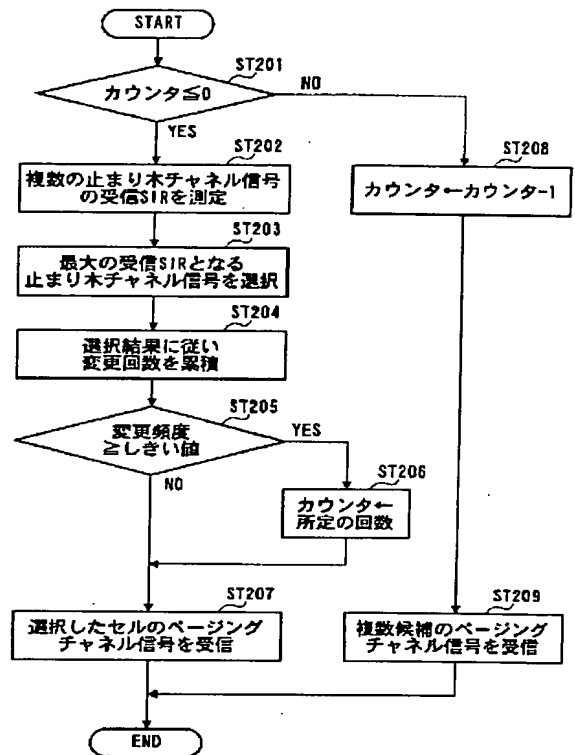 START
ST201
カウンタ≦0
NO
YES
ST202
複数の止まり木チャネル信号
の受信SIRを測定
ST203
最大の受信SIRとなる
止まり木チャネル信号を選択
ST204
選択結果に従い
変更回数を累積
ST205
変更頻度
≧しきい値
YES
NO
ST206
カウンタ←
所定の回数
ST207
選択したセルのページング
チャネル信号を受信
ST208
カウンタ←カウンタ-1
ST209
複数候補のページング
チャネル信号を受信
END